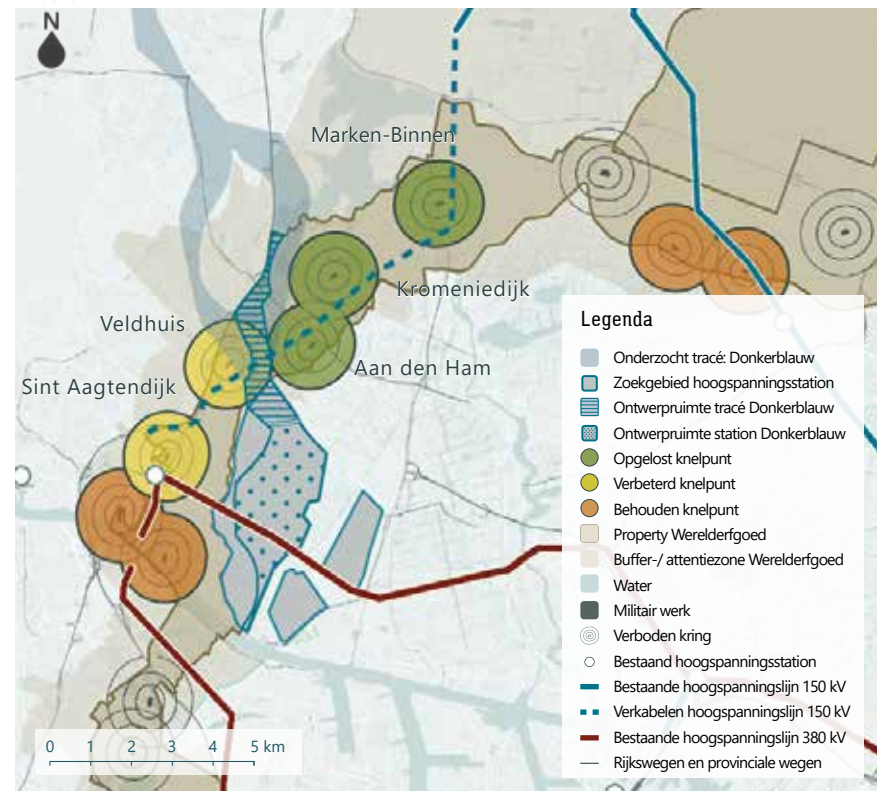 N
Marken-Binnen
Kromeniedijk
Veldhuis
Aan den Ham
Sint Aagtendijk
Legenda
Onderzocht tracé: Donkerblauw
Zoekgebied hoogspanningsstation
Ontwerpruimte tracé Donkerblauw
Ontwerpruimte station Donkerblauw
Opgelost knelpunt
Verbeterd knelpunt
Behouden knelpunt
Property Werelderfgoed
Buffer-/ attentiezone Werelderfgoed
Water
Militair werk
Verboden kring
Bestaand hoogspanningsstation
Bestaande hoogspanningslijn 150 kV
Verkabelen hoogspanningslijn 150 kV
Bestaande hoogspanningslijn 380 kV
Rijkswegen en provinciale wegen
0 1 2 3 4 5 km